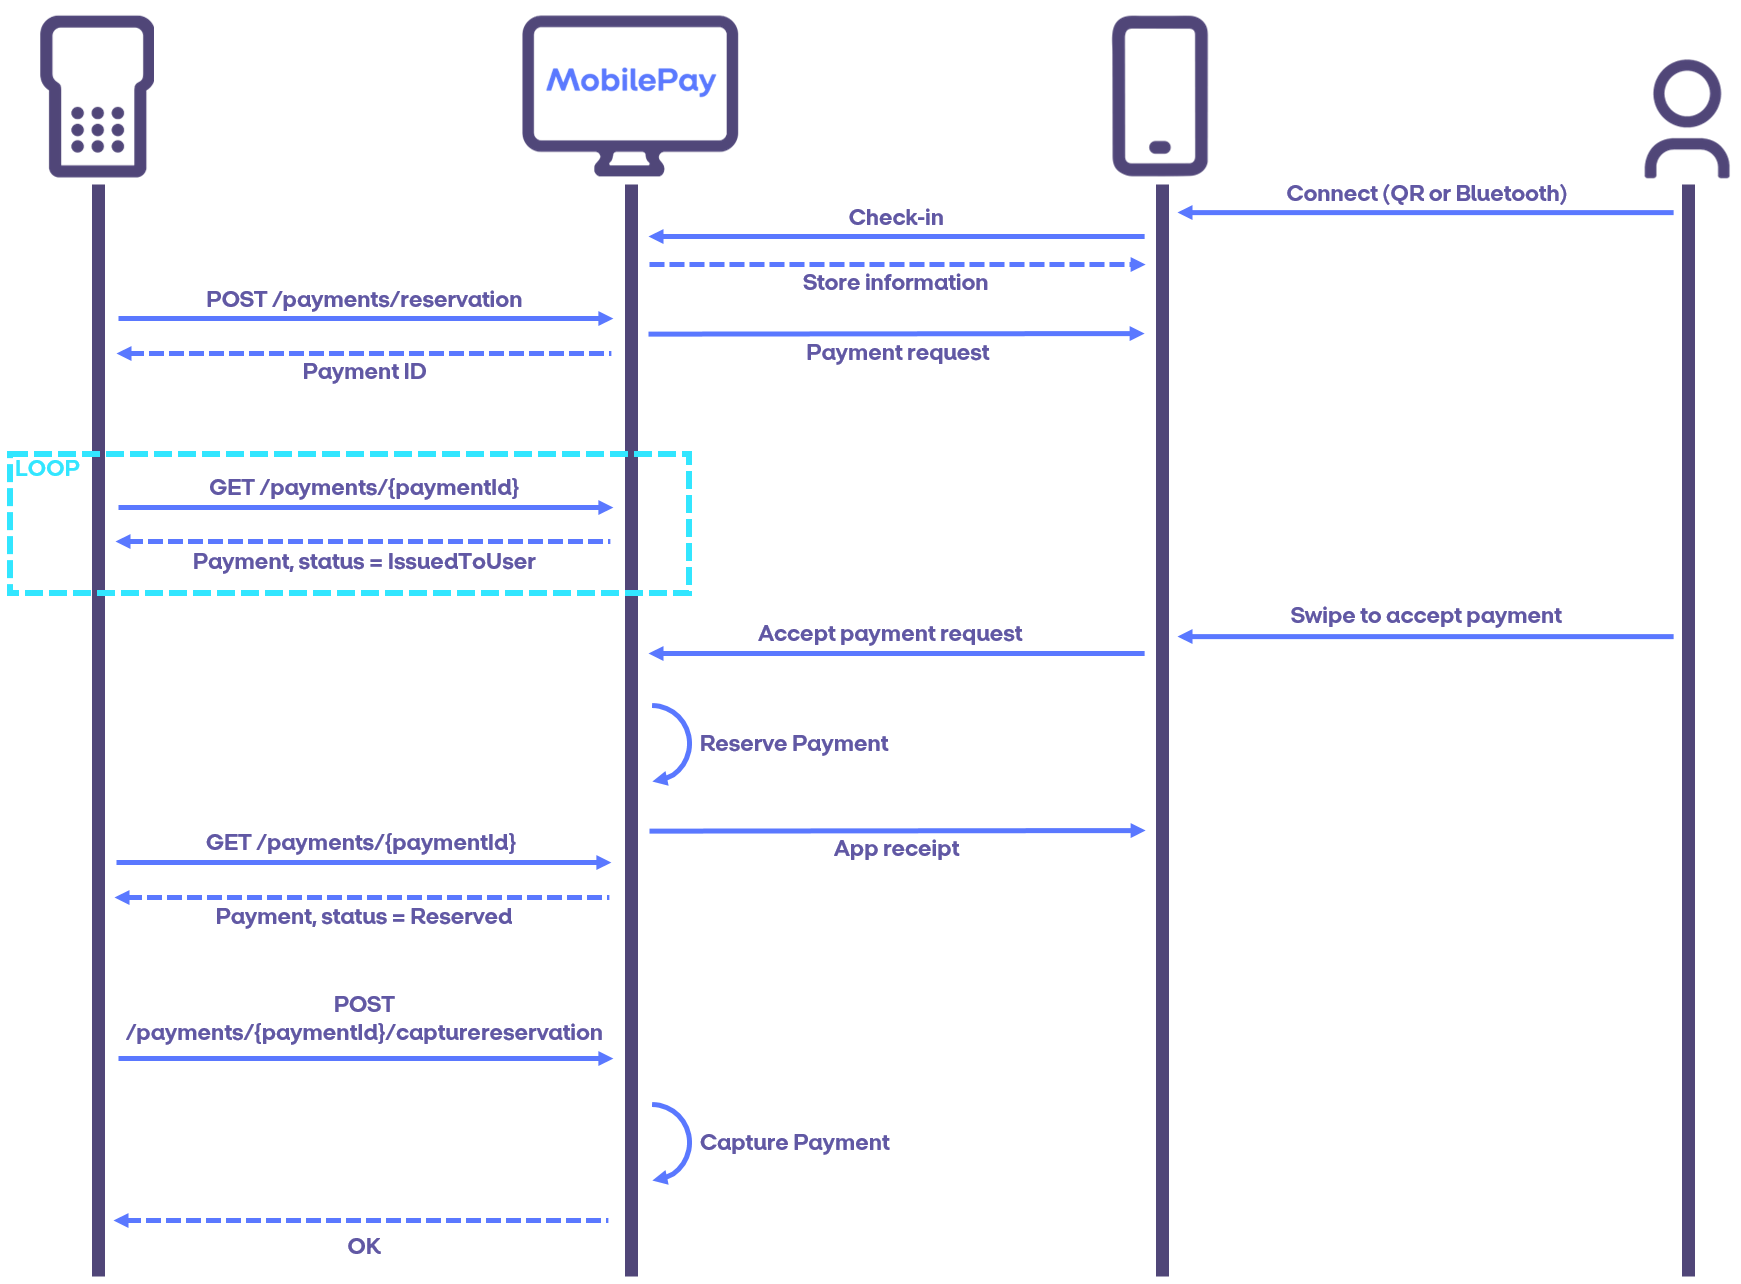 MobilePay
Connect (QR or Bluetooth)
Check-in
Store information
POST /payments/reservation
Payment request
Payment ID
LOOP
GET /payments/{paymentId}
Payment, status = IssuedToUser
Swipe to accept payment
Accept payment request
Reserve Payment
GET /payments/{paymentId}
App receipt
Payment, status = Reserved
POST
/payments/{paymentId}/capturereservation
Capture Payment
OK